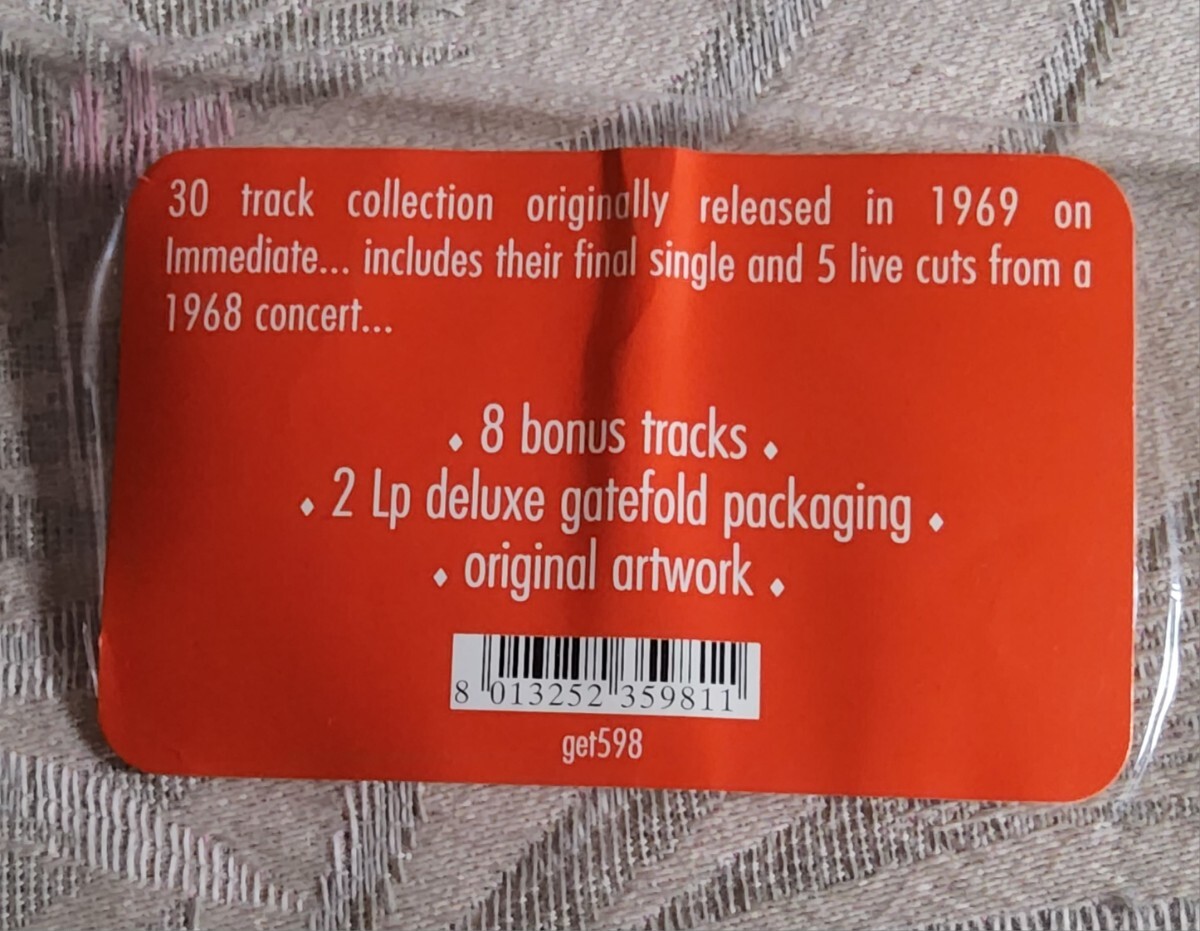 30 track collection originally released in 1969 on
Immediate... includes their final single and 5 live cuts from a
1968 concert...
⬩ 8 bonus tracks ⬩
⬩ 2 Lp deluxe gatefold packaging ⬩
⬩ original artwork ⬩
8 013252 359811
get598